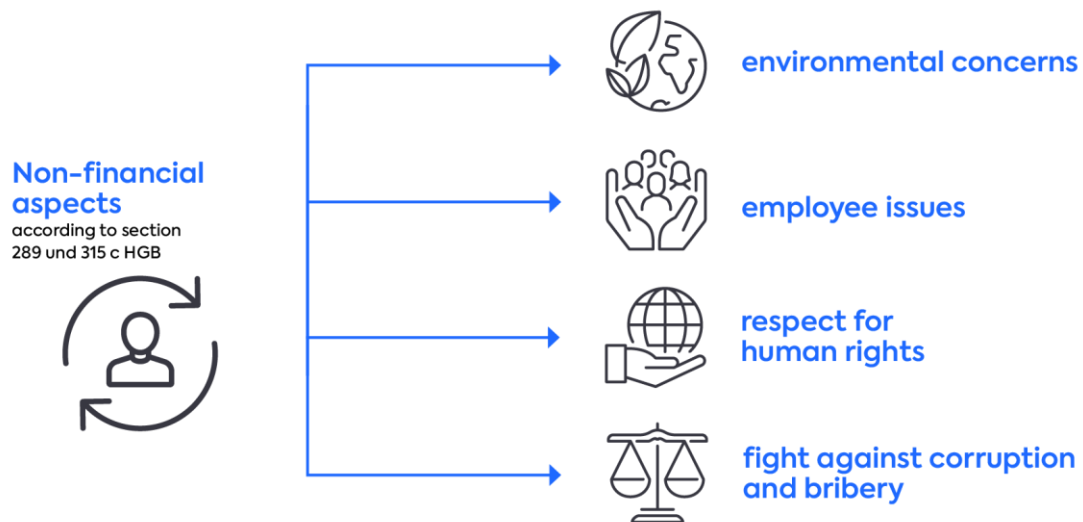 Non-financial
aspects
according to section
289 und 315 c HGB
environmental concerns
employee issues
respect for
human rights
fight against corruption
and bribery